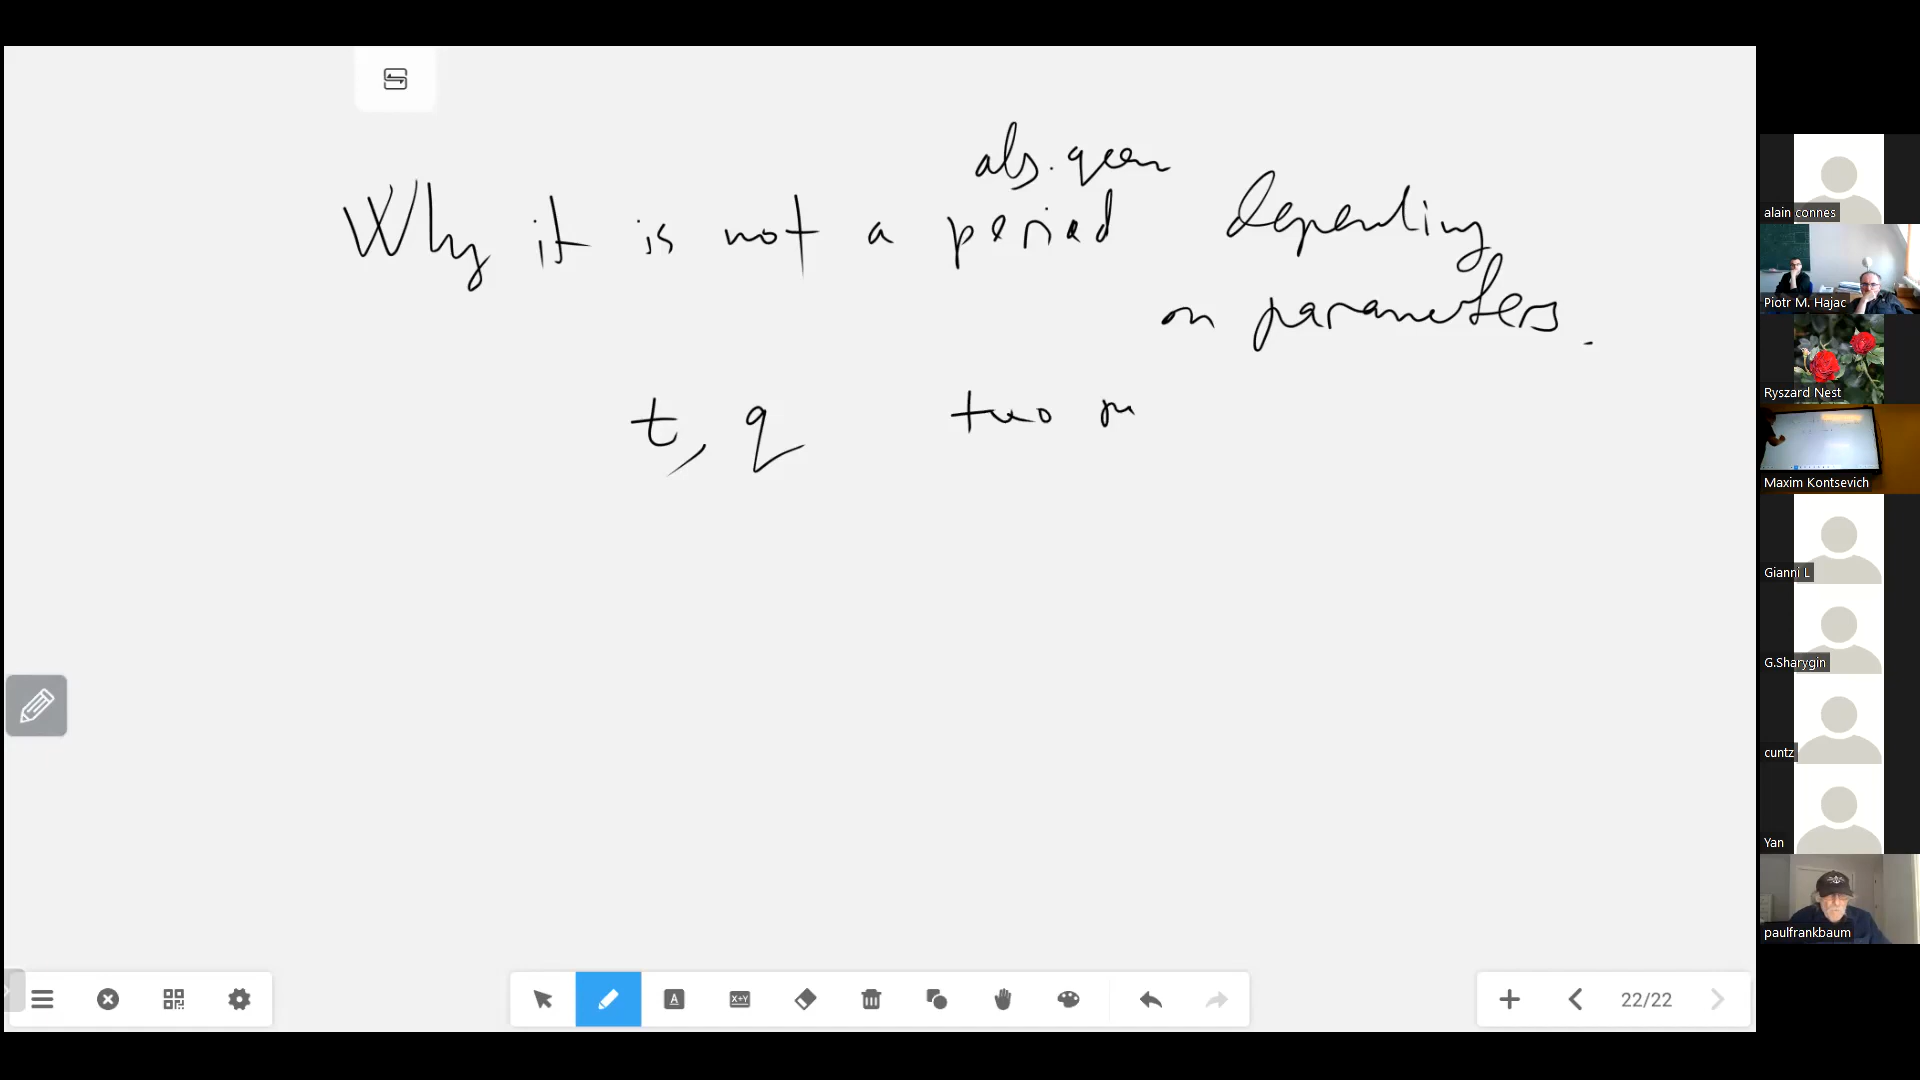 alg. geom
Why it is not a period depending
on parameters.
t, q two
22/22
alain connes
Piotr M. Hajac
Ryszard Nest
Maxim Kontsevich
Gianni L
G.Sharygin
cuntz
Yan
paulfrankbaum